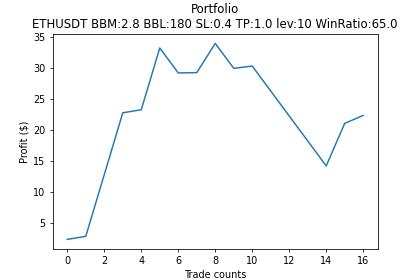 Portfolio
ETHUSDT BBM:2.8 BBL:180 SL:0.4 TP:1.0 lev:10 WinRatio:65.0
35
30
25
20
15
10
5
Profit ($)
0 2 4 6 8 10 12 14 16
Trade counts